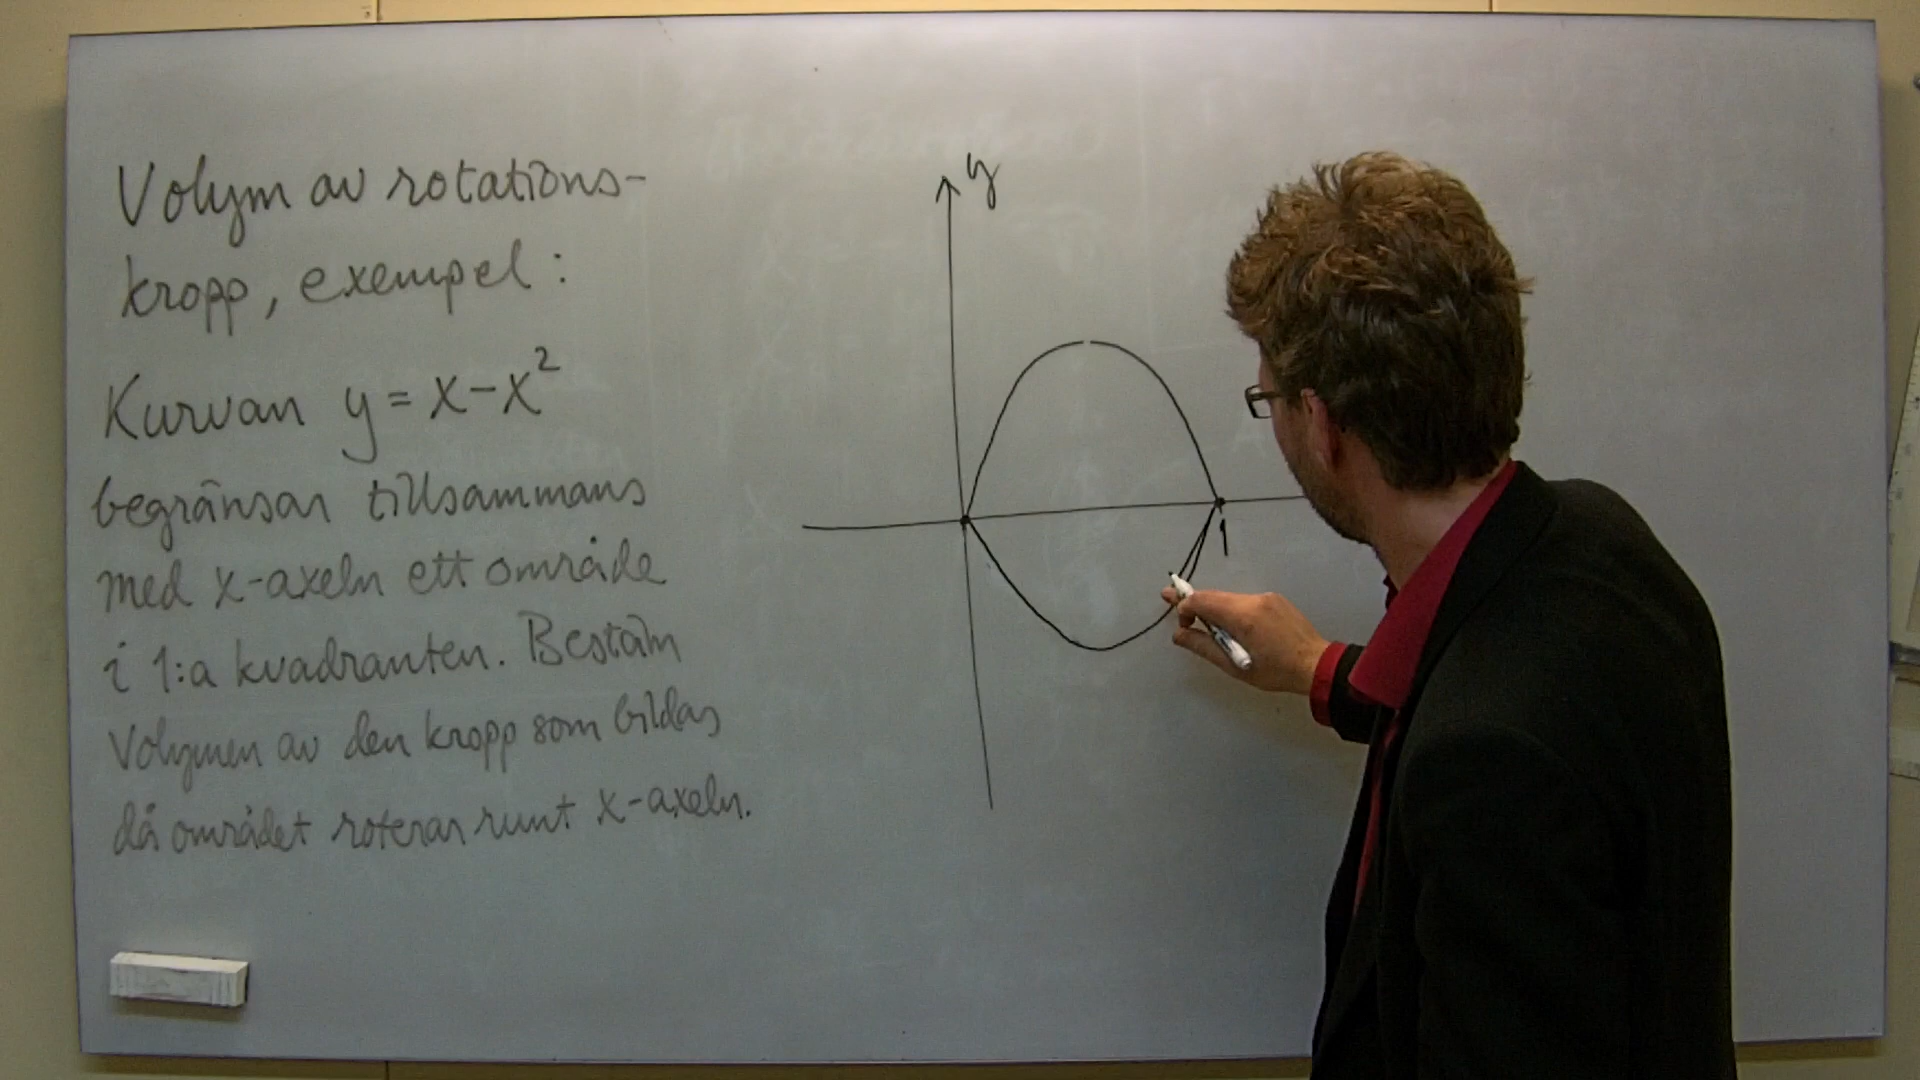 Volym av rotations-
kropp, exempel:
Kurvan y = x - x²
begränsar tillsammans
med x-axeln ett område
i 1:a kvadranten. Bestäm
Volymen av den kropp som bildas
då området roterar runt x-axeln.
y
1